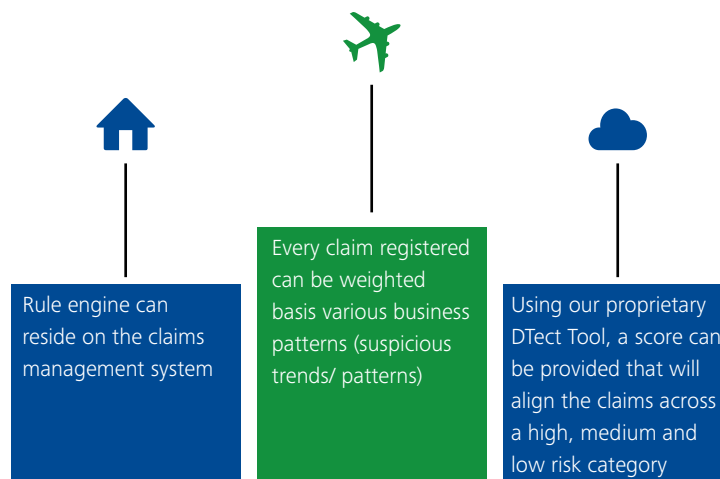 Rule engine can
reside on the claims
management system
Every claim registered
can be weighted
basis various business
patterns (suspicious
trends/ patterns)
Using our proprietary
DTect Tool, a score can
be provided that will
align the claims across
a high, medium and
low risk category